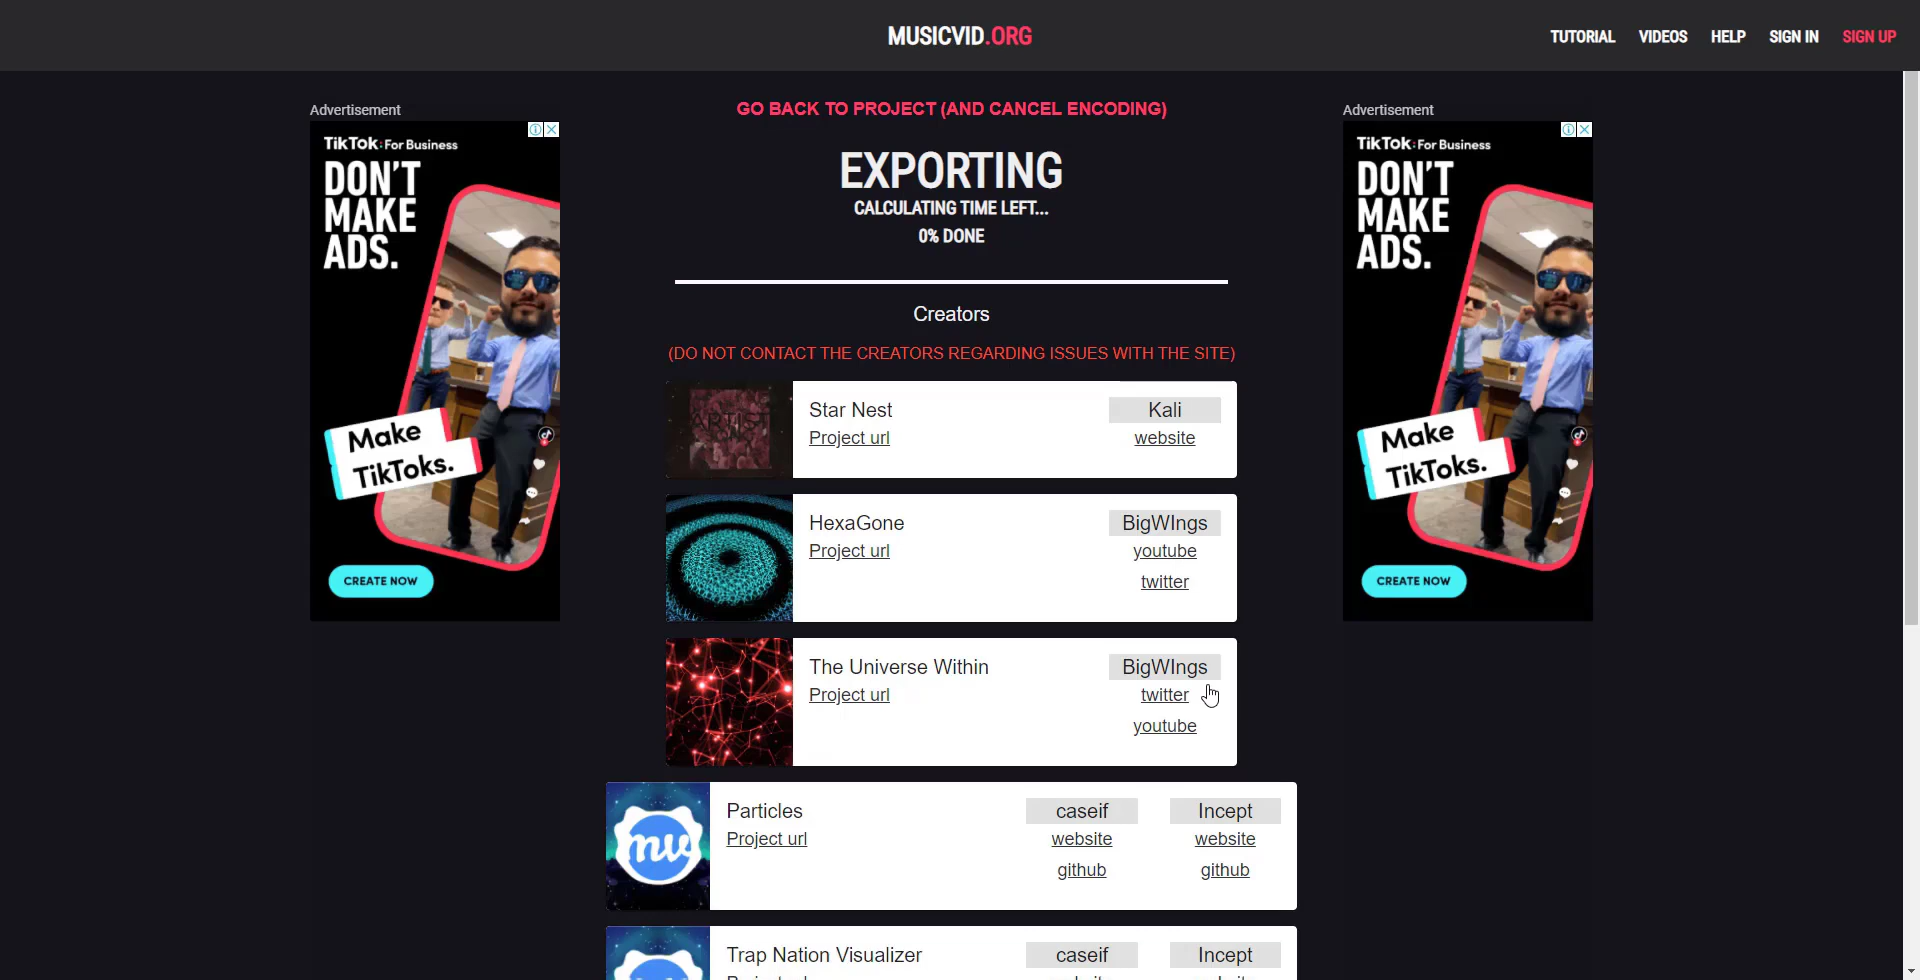 MUSICVID.ORG
TUTORIAL
VIDEOS
HELP
SIGN IN
SIGN UP
Advertisement
TikTok: For Business
DON'T
MAKE
ADS.
Make
TikToks.
CREATE NOW
GO BACK TO PROJECT (AND CANCEL ENCODING)
EXPORTING
CALCULATING TIME LEFT...
0% DONE
Creators
(DO NOT CONTACT THE CREATORS REGARDING ISSUES WITH THE SITE)
ARTIST
Star Nest
Project url
Kali
website
HexaGone
Project url
BigWIngs
youtube
twitter
The Universe Within
Project url
BigWIngs
twitter
youtube
mv
Particles
Project url
caseif
website
github
Incept
website
github
Trap Nation Visualizer
caseif
Incept
Advertisement
TikTok: For Business
DON'T
MAKE
ADS.
Make
TikToks.
CREATE NOW